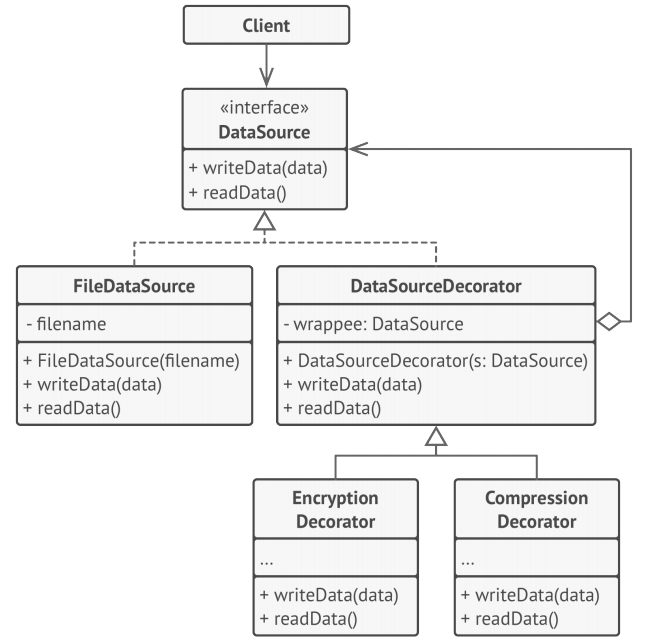 Client
«interface»
DataSource
+ writeData(data)
+ readData()
FileDataSource
- filename
+ FileDataSource(filename)
+ writeData(data)
+ readData()
DataSourceDecorator
- wrappee: DataSource
+ DataSourceDecorator(s: DataSource)
+ writeData(data)
+ readData()
Encryption
Decorator
...
+ writeData(data)
+ readData()
Compression
Decorator
...
+ writeData(data)
+ readData()